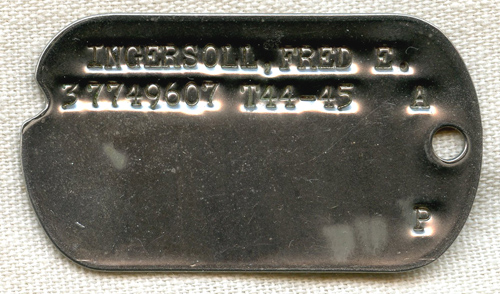 INGERSOLL, FRED E.
37749607 T44-45 A
P